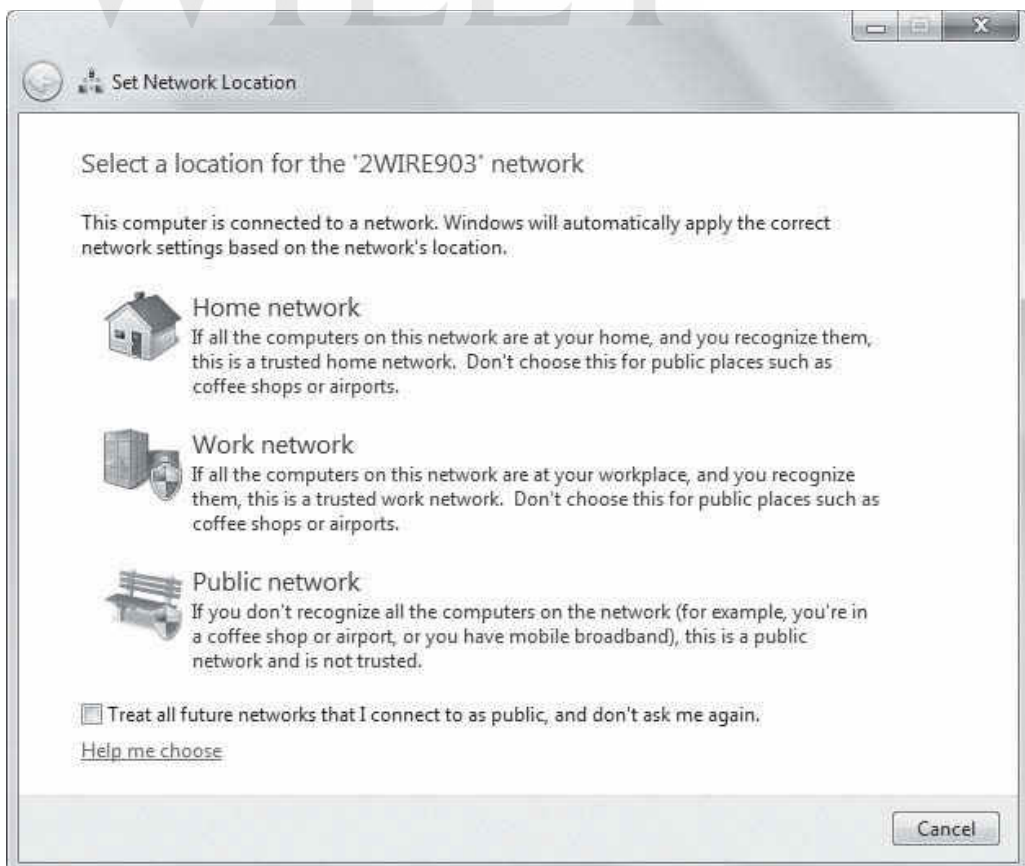 WILEY
Set Network Location
Select a location for the '2WIRE903' network
This computer is connected to a network. Windows will automatically apply the correct
network settings based on the network's location.
Home network
If all the computers on this network are at your home, and you recognize them,
this is a trusted home network. Don't choose this for public places such as
coffee shops or airports.
Work network
If all the computers on this network are at your workplace, and you recognize
them, this is a trusted work network. Don't choose this for public places such as
coffee shops or airports.
Public network
If you don't recognize all the computers on the network (for example, you're in
a coffee shop or airport, or you have mobile broadband), this is a public
network and is not trusted.
Treat all future networks that I connect to as public, and don't ask me again.
Help me choose
Cancel